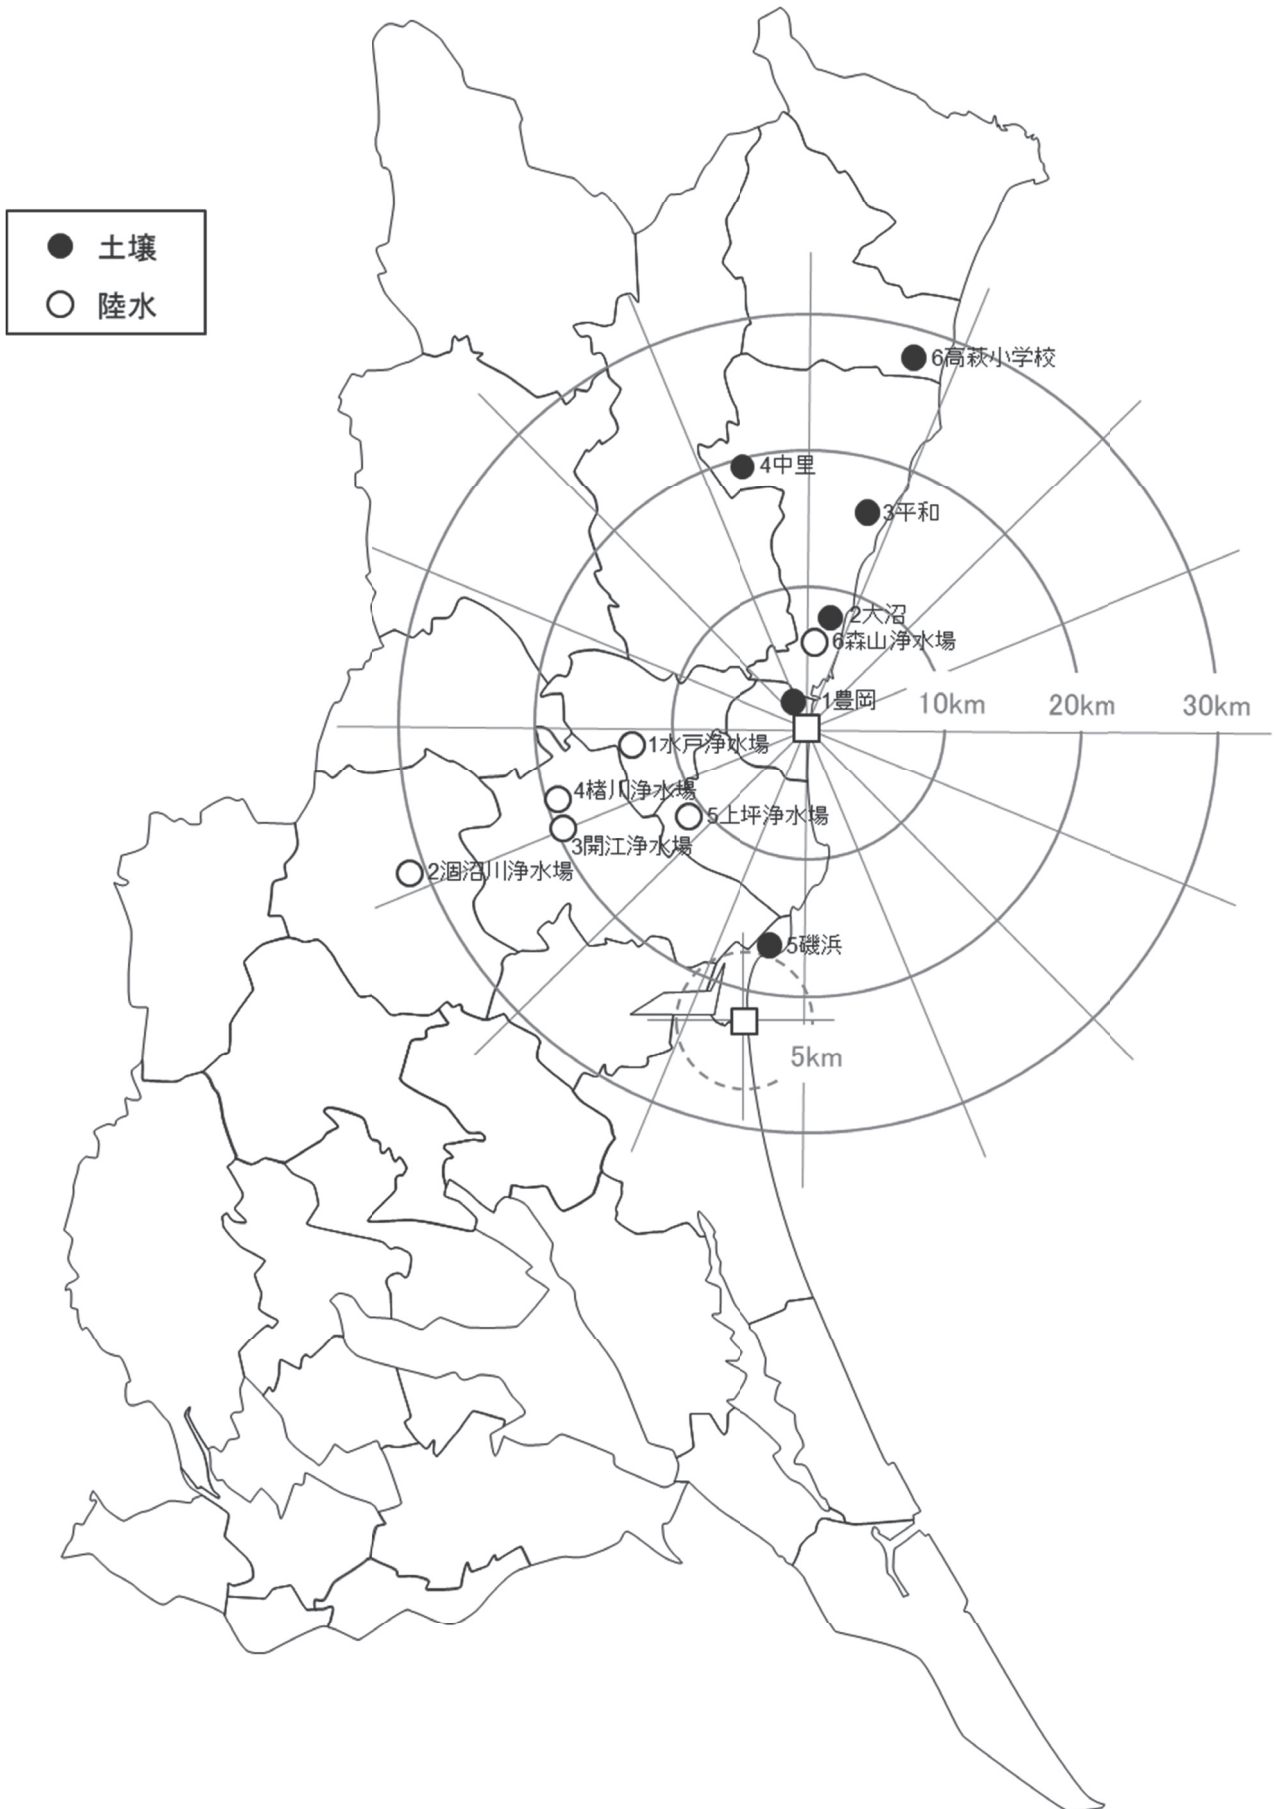 土壌
陸水
6高萩小学校
4中里
3平和
2大沼
6森山浄水場
1豊岡
10km
20km
30km
1水戸浄水場
4楮川浄水場
5上坪浄水場
3開江浄水場
2涸沼川浄水場
5磯浜
5km